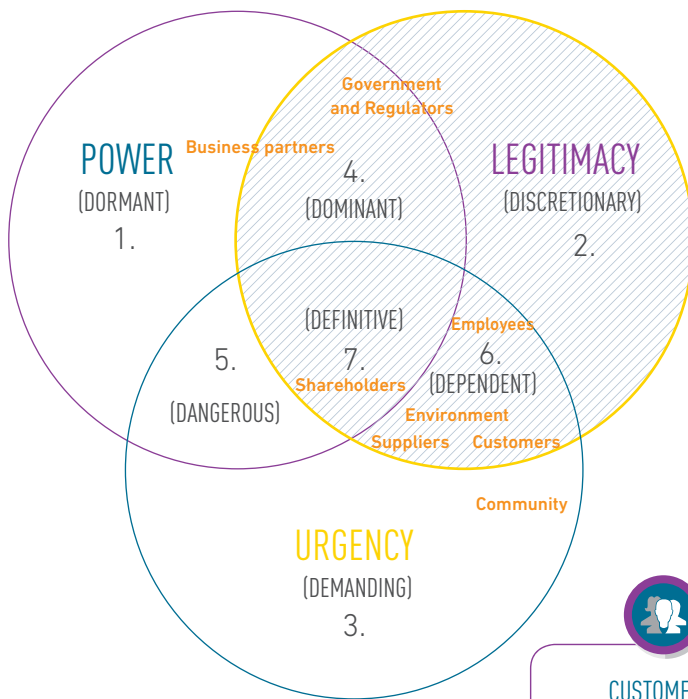 Government
and Regulators
Business partners
POWER
(DORMANT)
1.
4.
(DOMINANT)
LEGITIMACY
(DISCRETIONARY)
2.
(DEFINITIVE)
7.
Shareholders
5.
(DANGEROUS)
Employees
6.
(DEPENDENT)
Environment
Suppliers
Customers
Community
URGENCY
(DEMANDING)
3.
CUSTOME